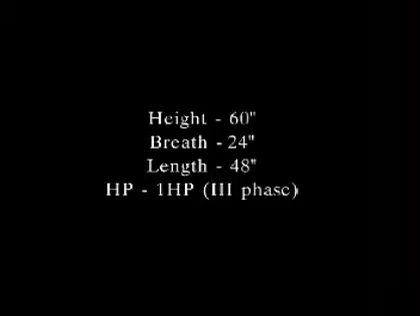 Height - 60"
Breath - 24"
Length - 48"
HP - 1HP (III phase)